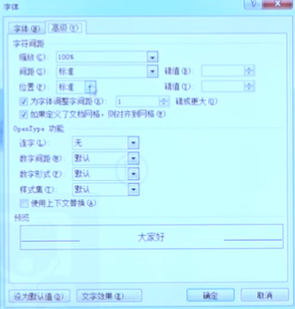 字体
字体(N) 高级(V)
字符间距
缩放(C): 100%
间距(S): 标准 磅值(B):
位置(P): 标准 磅值(Y):
为字体调整字间距(K): 1 磅或更大(O)
如果定义了文档网格，则对齐到网格(W)
OpenType 功能
连字(L): 无
数字间距(M): 默认
数字形式(F): 默认
样式集(T): 默认
使用上下文替换(A)
预览
大家好
设为默认值(D) 文字效果(E)... 确定 取消